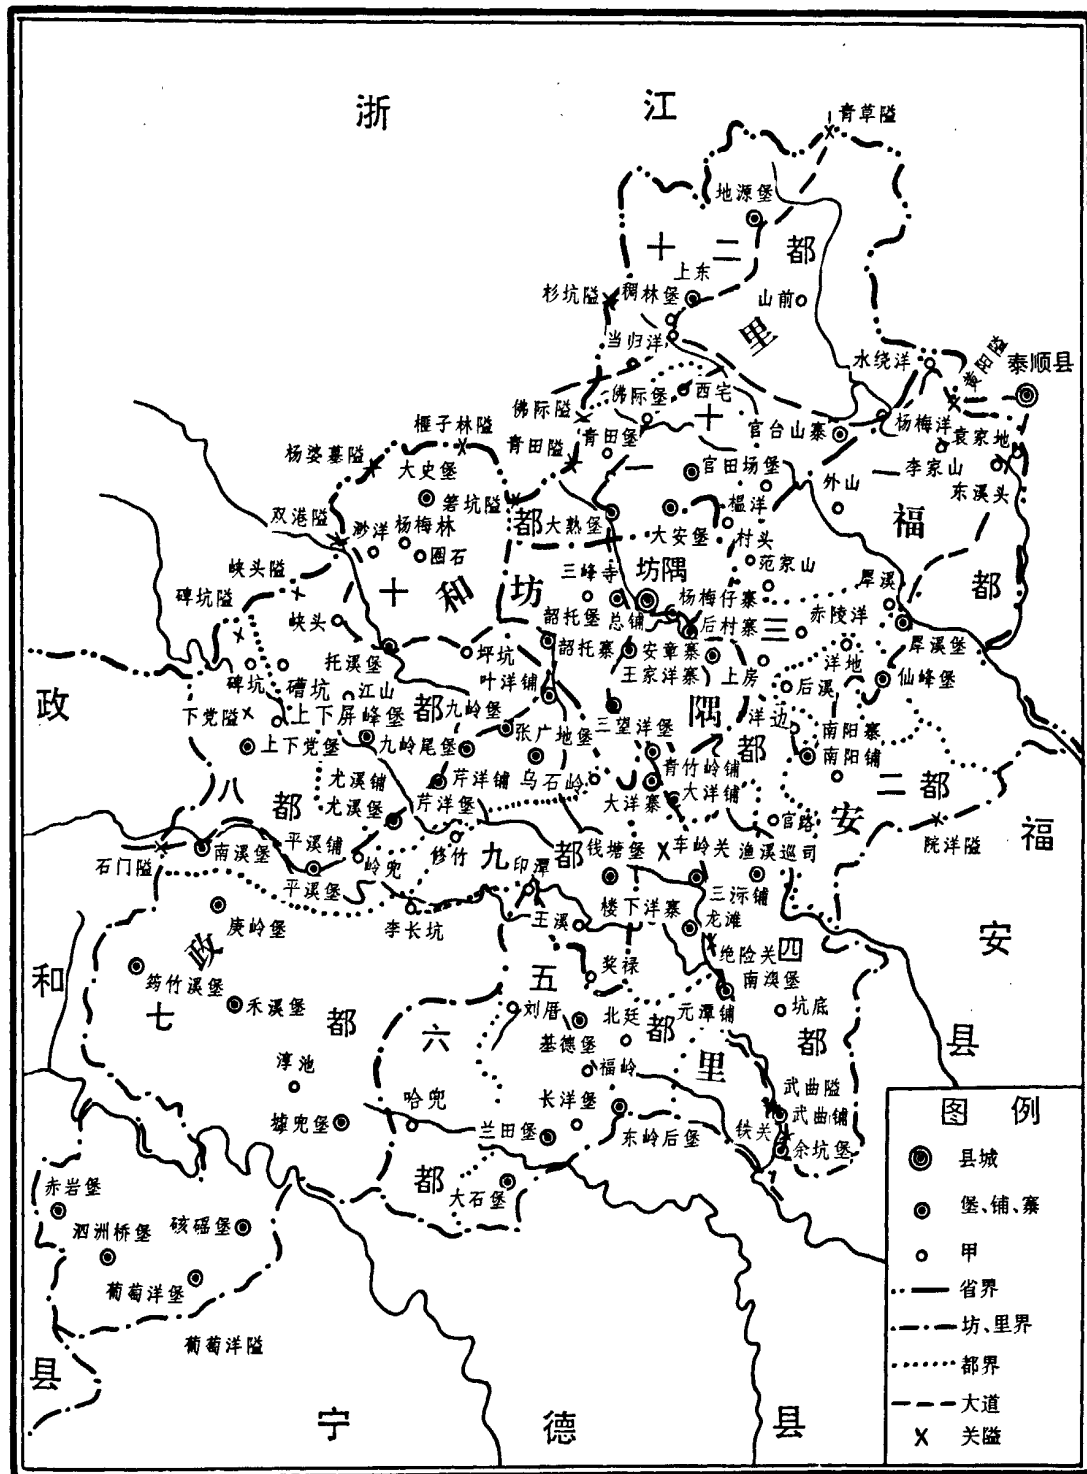 浙 江
青草隘
地源堡
十 二 都
上东
杉坑隘
稠林堡
山前
里
当归洋
水绕洋
黄阳隘
泰顺县
佛际堡
西宅
佛际隘
十
榧子林隘
青田隘
青田堡
官台山寨
杨梅洋
袁家地
杨婆墓隘
大史堡
一
官田场堡
李家山
东溪头
箬坑隘
外山
福
双港隘
渺洋
杨梅林
都
大熟堡
大安堡
榅洋
圈石
村头
峡头隘
三峰寺
坊隅
范家山
犀溪
碑坑隘
十
和
坊
都
杨梅仔寨
峡头
韶托堡
总铺
后村寨
三
赤陵洋
犀溪堡
托溪堡
坪坑
韶托寨
安章寨
洋地
政
碑坑
磳坑
江山
叶洋铺
王家洋寨
上房
后溪
仙峰堡
下党隘
上下屏峰堡
都
九岭堡
三望洋堡
隅
洋边
南阳寨
上下党堡
九岭尾堡
张广地堡
都
南阳铺
八
尤溪铺
芹洋铺
乌石岭
青竹岭铺
二都
都
尤溪堡
芹洋堡
大洋寨
大洋铺
安
官路
院洋隘
福
石门隘
南溪堡
平溪铺
岭兜
修竹
九
印潭
都
钱塘堡
车岭关
渔溪巡司
平溪堡
三沶铺
庚岭堡
李长坑
王溪
楼下洋寨
龙滩
政
绝险关
四
安
和
筠竹溪堡
五
奖禄
南澳堡
七
禾溪堡
都
六
刘厝
北廷
都
元潭铺
坑底
都
县
基德堡
淳池
福岭
里
武曲隘
哈兜
长洋堡
武曲铺
墟兜堡
兰田堡
东岭后堡
铁关
余坑堡
都
大石堡
赤岩堡
泗洲桥堡
硋磘堡
葡萄洋堡
葡萄洋隘
县
宁 德 县
图 例
县城
堡、铺、寨
甲
省界
坊、里界
都界
大道
关隘